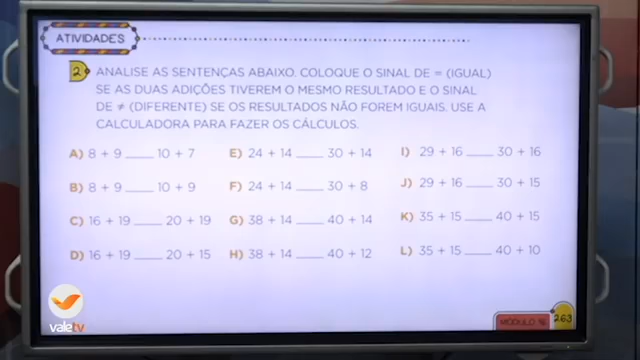 ATIVIDADES
2 ANALISE AS SENTENÇAS ABAIXO. COLOQUE O SINAL DE = (IGUAL)
SE AS DUAS ADIÇÕES TIVEREM O MESMO RESULTADO E O SINAL
DE ≠ (DIFERENTE) SE OS RESULTADOS NÃO FOREM IGUAIS. USE A
CALCULADORA PARA FAZER OS CÁLCULOS.
A) 8 + 9 ____ 10 + 7
B) 8 + 9 ____ 10 + 9
C) 16 + 19 ____ 20 + 19
D) 16 + 19 ____ 20 + 15
E) 24 + 14 ____ 30 + 14
F) 24 + 14 ____ 30 + 8
G) 38 + 14 ____ 40 + 14
H) 38 + 14 ____ 40 + 12
I) 29 + 16 ____ 30 + 16
J) 29 + 16 ____ 30 + 15
K) 35 + 15 ____ 40 + 15
L) 35 + 15 ____ 40 + 10
valetv
MÓDULO 16
263